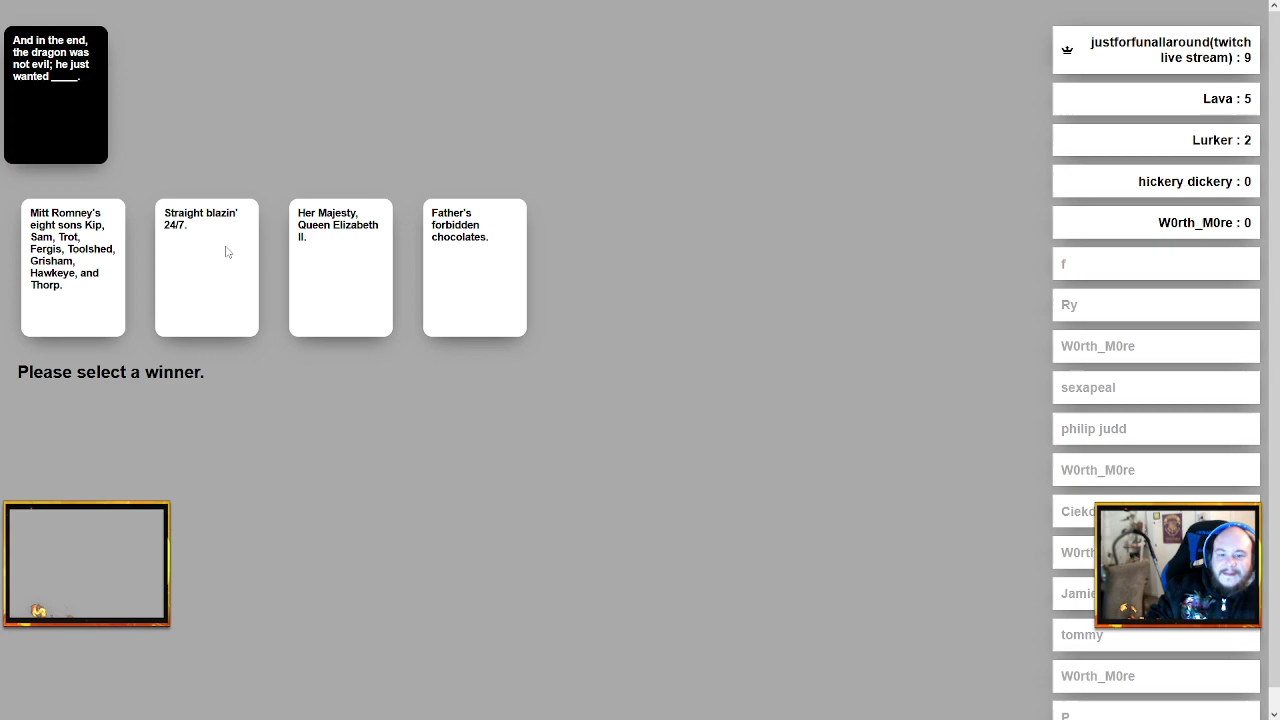 And in the end,
the dragon was
not evil; he just
wanted _____.
Mitt Romney's
eight sons Kip,
Sam, Trot,
Fergis, Toolshed,
Grisham,
Hawkeye, and
Thorp.
Straight blazin'
24/7.
Her Majesty,
Queen Elizabeth
II.
Father's
forbidden
chocolates.
Please select a winner.
justforfunallaround(twitch
live stream) : 9
Lava : 5
Lurker : 2
hickery dickery : 0
W0rth_M0re : 0
f
Ry
W0rth_M0re
sexapeal
philip judd
W0rth_M0re
tommy
W0rth_M0re